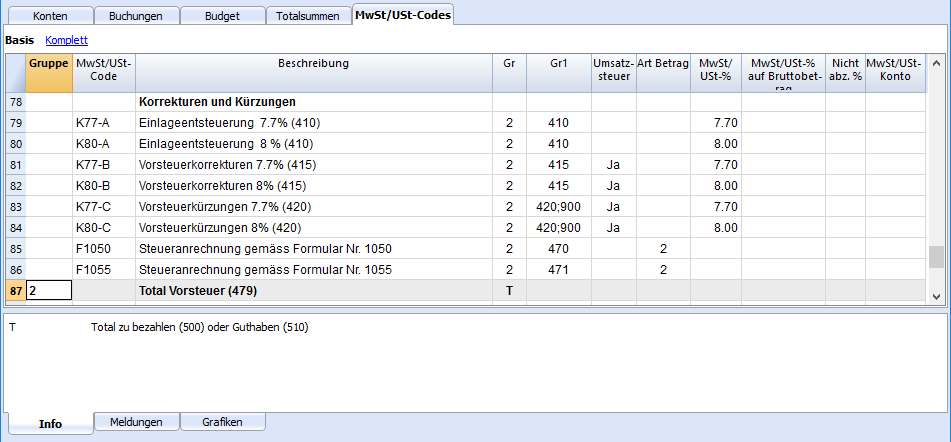 Konten Buchungen Budget Totalsummen MwSt/USt-Codes
Basis Komplett
Gruppe MwSt/USt-Code Beschreibung Gr Gr1 Umsatz-steuer Art Betrag MwSt/USt-% MwSt/USt-% auf Bruttobet-rag Nicht abz. % MwSt/USt-Konto
78 Korrekturen und Kürzungen
79 K77-A Einlageentsteuerung 7.7% (410) 2 410 7.70
80 K80-A Einlageentsteuerung 8 % (410) 2 410 8.00
81 K77-B Vorsteuerkorrekturen 7.7% (415) 2 415 Ja 7.70
82 K80-B Vorsteuerkorrekturen 8% (415) 2 415 Ja 8.00
83 K77-C Vorsteuerkürzungen 7.7% (420) 2 420;900 Ja 7.70
84 K80-C Vorsteuerkürzungen 8% (420) 2 420;900 Ja 8.00
85 F1050 Steueranrechnung gemäss Formular Nr. 1050 2 470 2
86 F1055 Steueranrechnung gemäss Formular Nr. 1055 2 471 2
87 2 Total Vorsteuer (479) T
T Total zu bezahlen (500) oder Guthaben (510)
Info Meldungen Grafiken